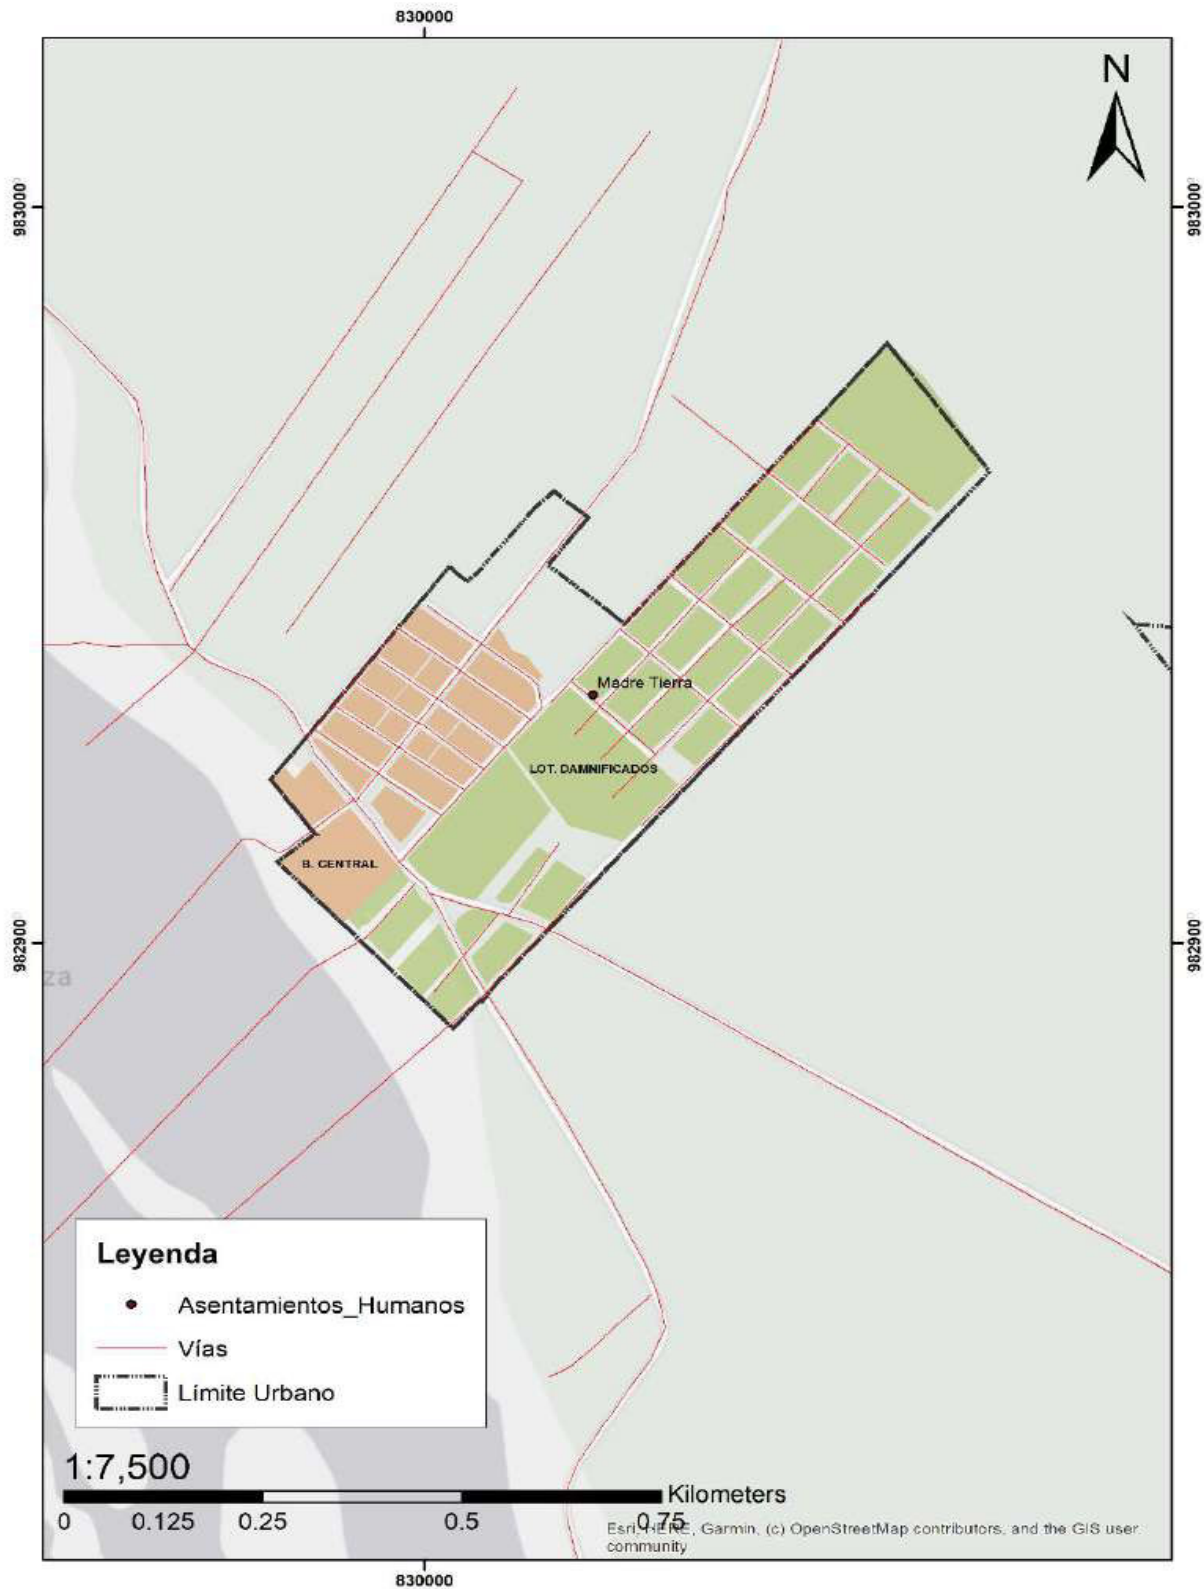 830000
N
983000
983000
Madre Tierra
LOT. DAMNIFICADOS
B. CENTRAL
982900
982900
za
Leyenda
Asentamientos_Humanos
Vías
Límite Urbano
1:7,500
Kilometers
0 0.125 0.25 0.5 0.75
Esri, HERE, Garmin, (c) OpenStreetMap contributors, and the GIS user
community
830000